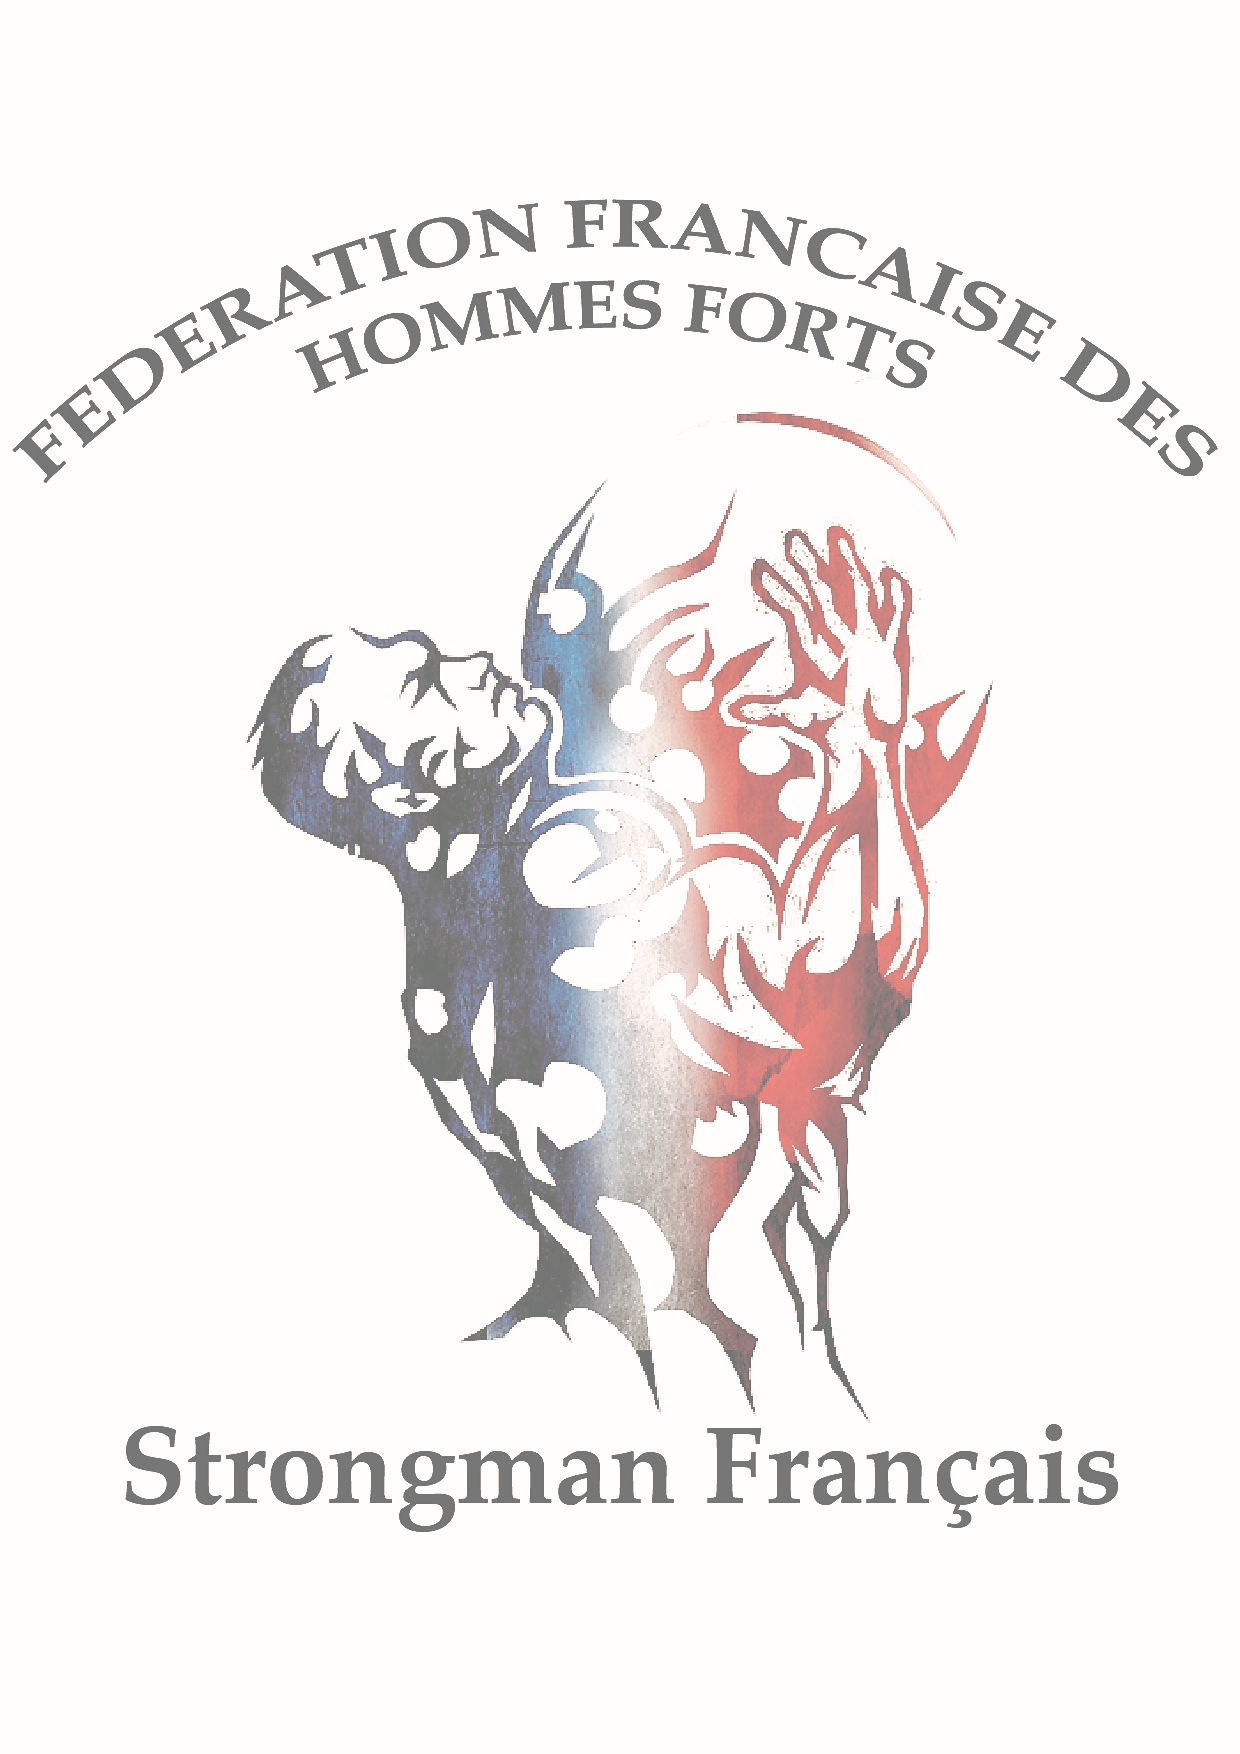 FEDERATION FRANCAISE DES
HOMMES FORTS
Strongman Français